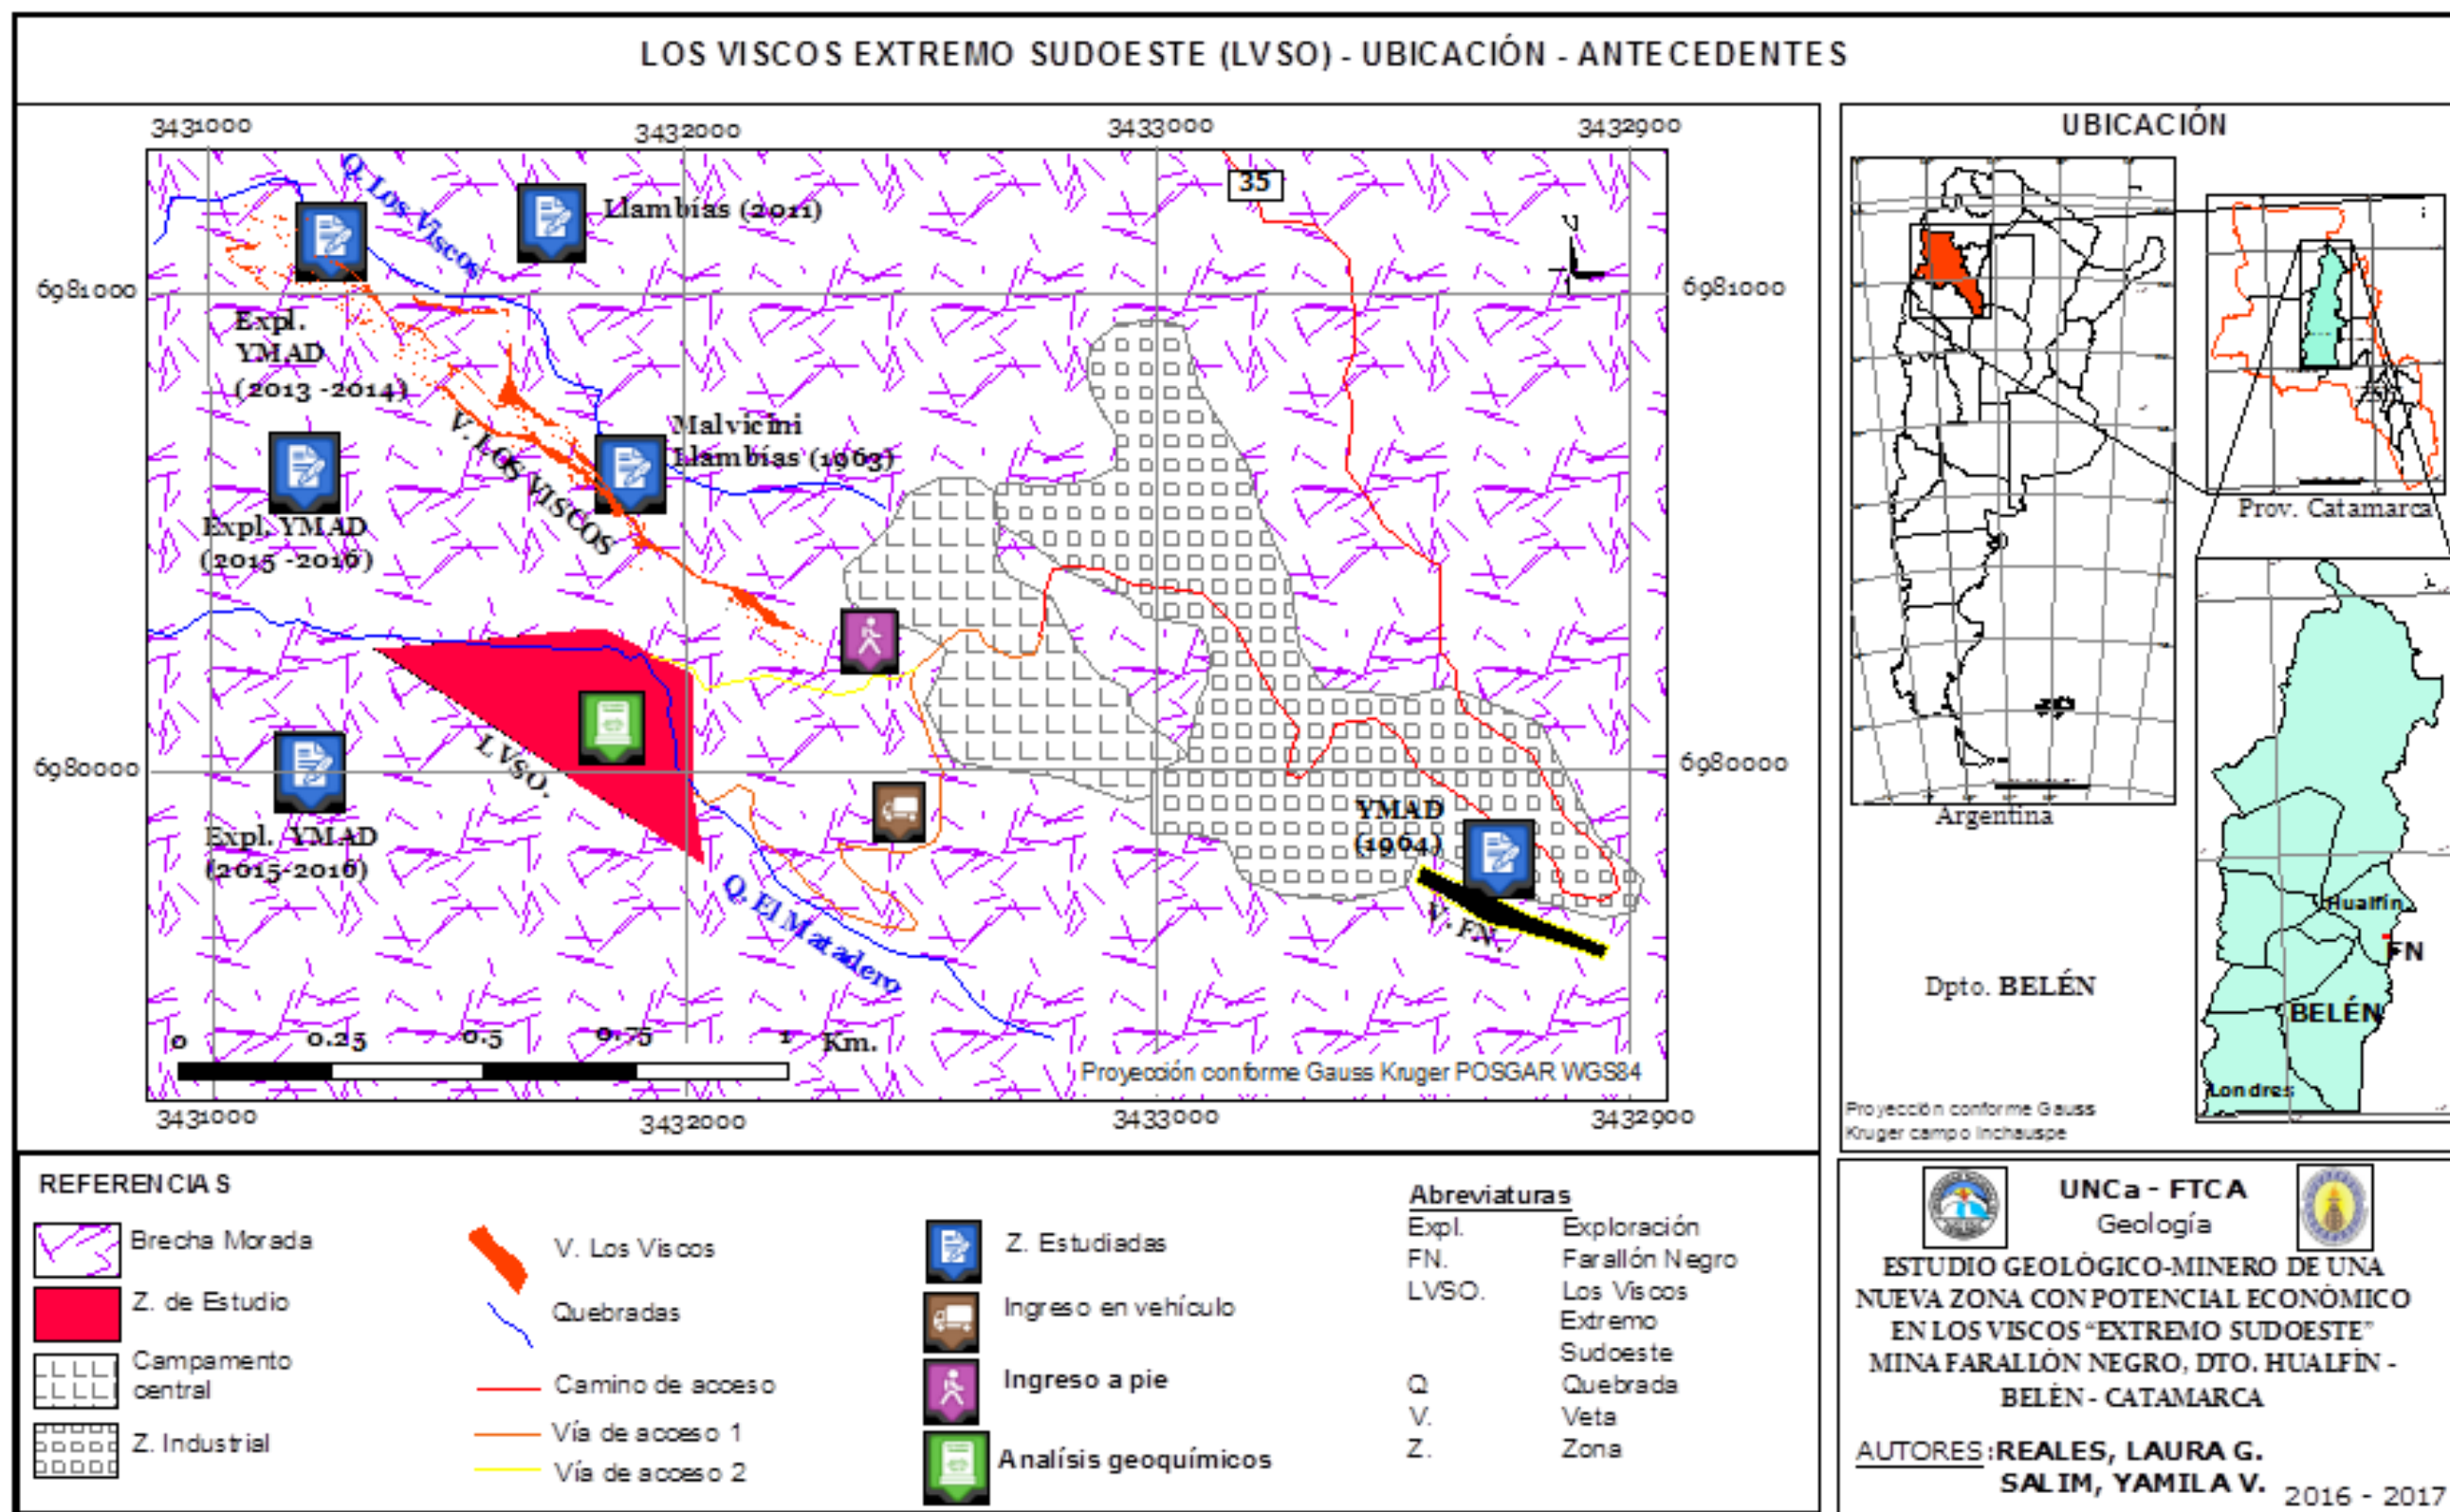 LOS VISCOS EXTREMO SUDOESTE (LVSO) - UBICACIÓN - ANTECEDENTES
3431000
3432000
3433000
3432900
Q. Los Viscos
Llambías (2011)
35
6981000
6981000
Expl.
YMAD
(2013 -2014)
V. LOS VISCOS
Malvicini
Llambías (1963)
Expl. YMAD
(2015 -2016)
LVSO.
6980000
6980000
Expl. YMAD
(2015-2016)
YMAD
(1964)
V. FN.
Q. El Matadero
0 0.25 0.5 0.75 1 Km.
Proyección conforme Gauss Kruger POSGAR WGS84
3431000
3432000
3433000
3432900
UBICACIÓN
Argentina
Prov. Catamarca
Dpto. BELÉN
Hualfin
FN
BELÉN
Londres
Proyección conforme Gauss
Kruger campo Inchauspe
REFERENCIAS
Brecha Morada
Z. de Estudio
Campamento
central
Z. Industrial
V. Los Viscos
Quebradas
Camino de acceso
Vía de acceso 1
Vía de acceso 2
Z. Estudiadas
Ingreso en vehículo
Ingreso a pie
Analísis geoquímicos
Abreviaturas
Expl. Exploración
FN. Farallón Negro
LVSO. Los Viscos
Extremo
Sudoeste
Q Quebrada
V. Veta
Z. Zona
UNCa - FTCA
Geología
ESTUDIO GEOLÓGICO-MINERO DE UNA
NUEVA ZONA CON POTENCIAL ECONÓMICO
EN LOS VISCOS “EXTREMO SUDOESTE”
MINA FARALLÓN NEGRO, DTO. HUALFÍN -
BELÉN - CATAMARCA
AUTORES: REALES, LAURA G.
SALIM, YAMILA V. 2016 - 2017